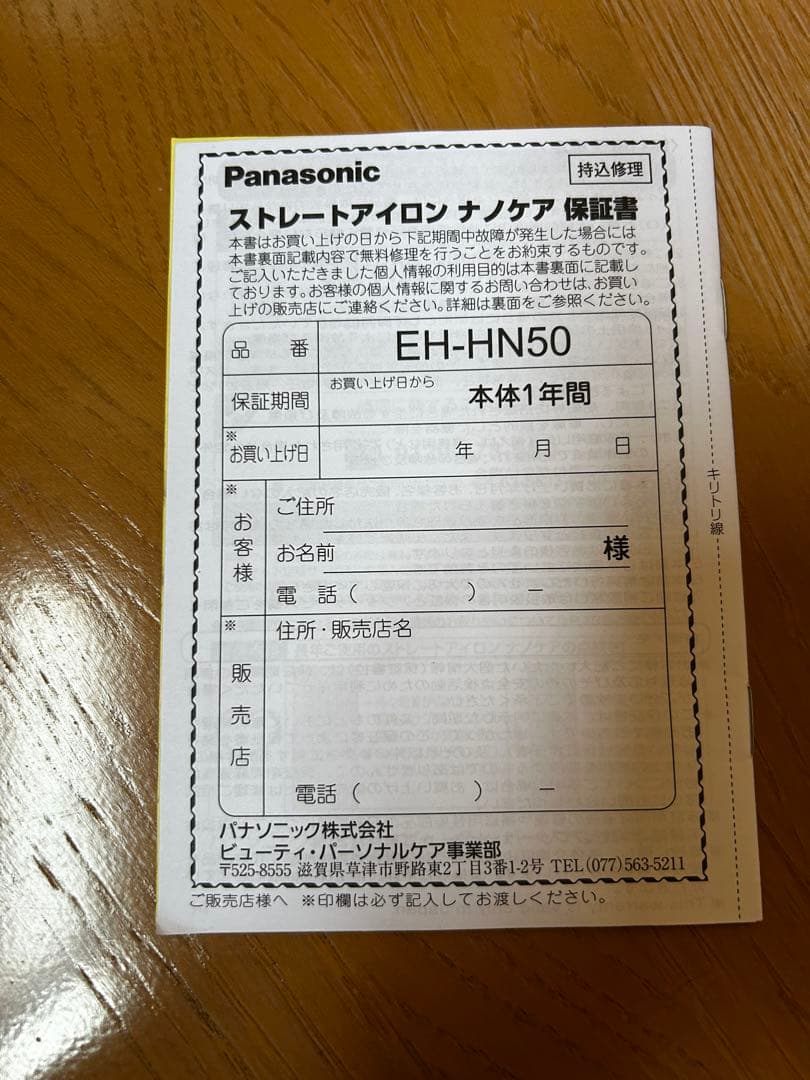 Panasonic
持込修理
ストレートアイロン ナノケア 保証書
本書はお買い上げの日から下記期間中故障が発生した場合には
本書裏面記載内容で無料修理を行うことをお約束するものです。
ご記入いただきました個人情報の利用目的は本書裏面に記載し
ております。お客様の個人情報に関するお問い合わせは、お買い
上げの販売店にご連絡ください。詳細は裏面をご参照ください。
品 番 EH-HN50
保証期間 お買い上げ日から 本体1年間
※お買い上げ日 年 月 日
※お客様
ご住所
お名前 様
電 話 ( ) ー
※販売店
住所・販売店名
電話 ( ) ー
パナソニック株式会社
ビューティ・パーソナルケア事業部
〒525-8555 滋賀県草津市野路東2丁目3番1-2号 TEL(077)563-5211
ご販売店様へ ※印欄は必ず記入してお渡しください。
キリトリ線